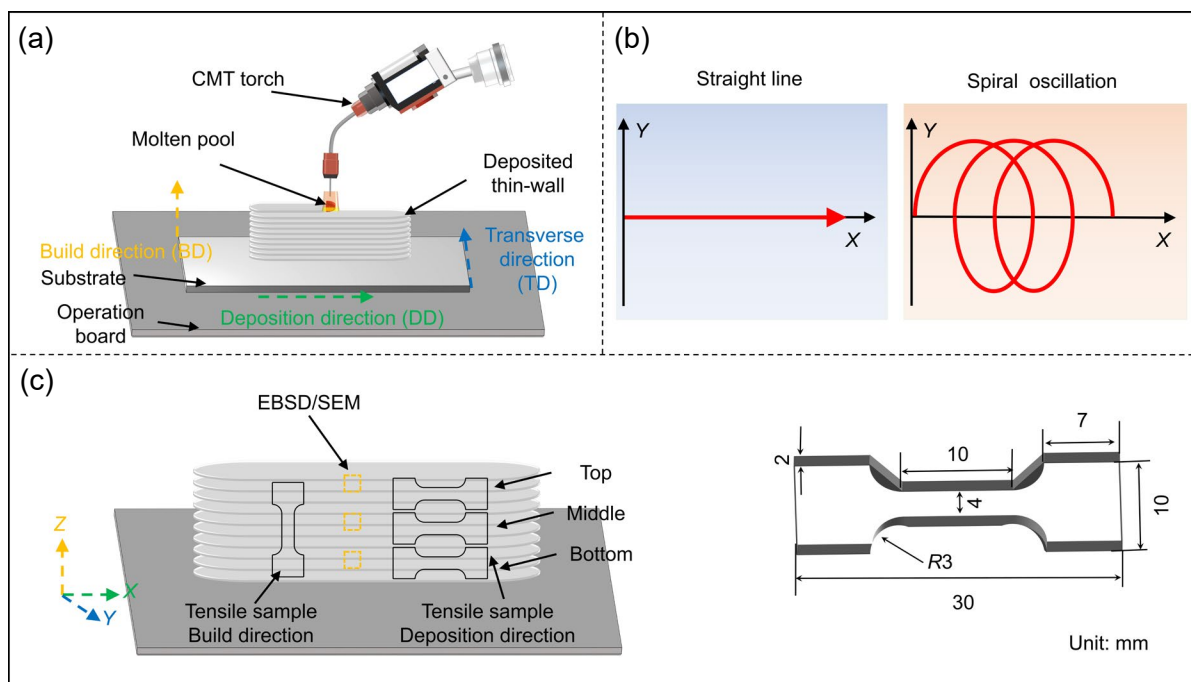 (a)
CMT torch
Molten pool
Deposited
thin-wall
Build direction (BD)
Transverse
direction
(TD)
Substrate
Operation
board
Deposition direction (DD)
(b)
Straight line
Spiral oscillation
Y
X
Y
X
(c)
EBSD/SEM
Top
Middle
Bottom
Z
X
Y
Tensile sample
Build direction
Tensile sample
Deposition direction
2
10
7
4
10
R3
30
Unit: mm